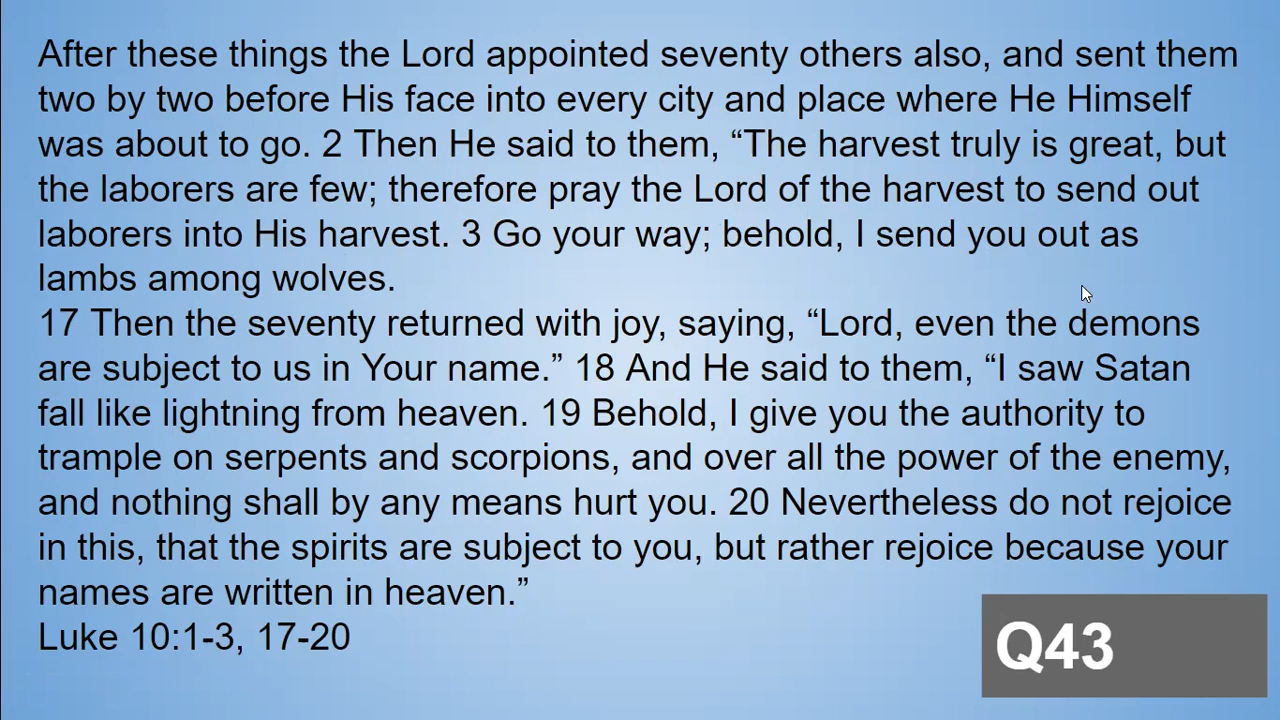 After these things the Lord appointed seventy others also, and sent them
two by two before His face into every city and place where He Himself
was about to go. 2 Then He said to them, “The harvest truly is great, but
the laborers are few; therefore pray the Lord of the harvest to send out
laborers into His harvest. 3 Go your way; behold, I send you out as
lambs among wolves.
17 Then the seventy returned with joy, saying, “Lord, even the demons
are subject to us in Your name.” 18 And He said to them, “I saw Satan
fall like lightning from heaven. 19 Behold, I give you the authority to
trample on serpents and scorpions, and over all the power of the enemy,
and nothing shall by any means hurt you. 20 Nevertheless do not rejoice
in this, that the spirits are subject to you, but rather rejoice because your
names are written in heaven.”
Luke 10:1-3, 17-20
Q43